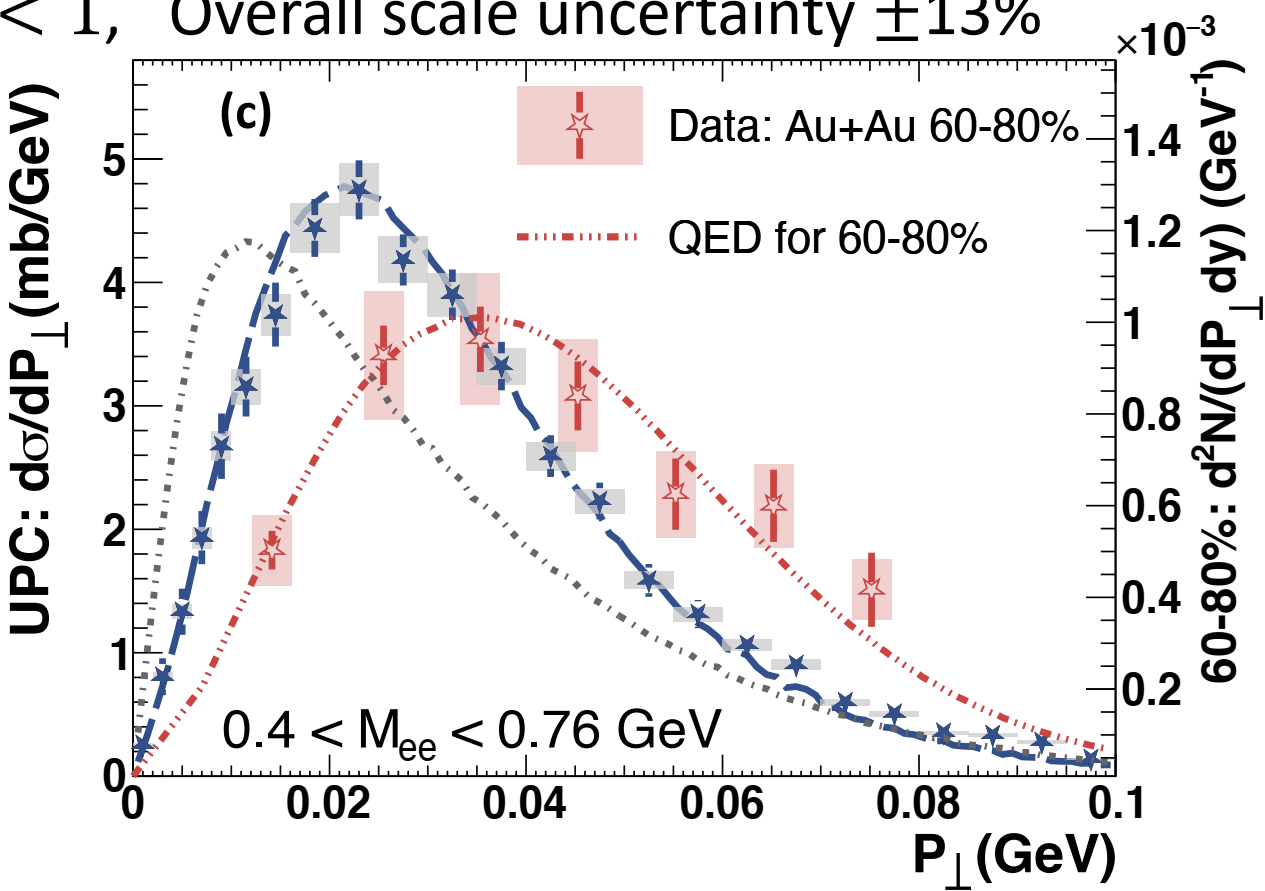 < 1, Overall scale uncertainty ±13%
×10⁻³
(c)
Data: Au+Au 60-80%
QED for 60-80%
0.4 < M_ee < 0.76 GeV
UPC: dσ/dP⊥ (mb/GeV)
5
4
3
2
1
0
60-80%: d²N/(dP⊥ dy) (GeV⁻¹)
1.4
1.2
1
0.8
0.6
0.4
0.2
0 0.02 0.04 0.06 0.08 0.1
P⊥ (GeV)